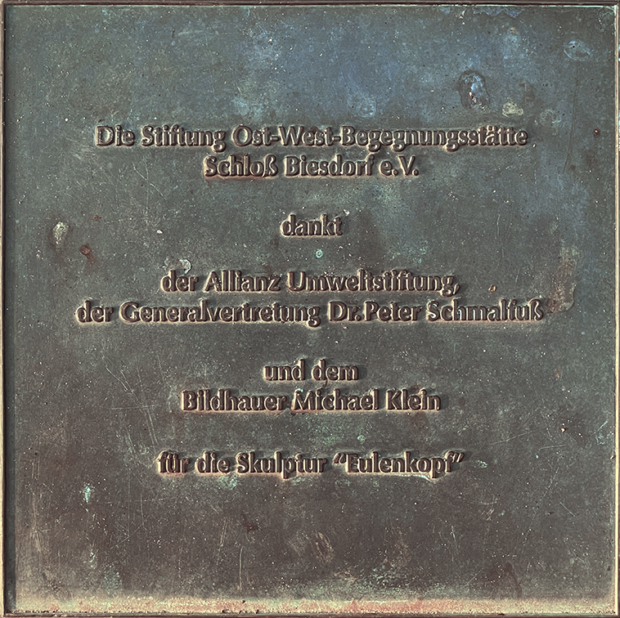 Die Stiftung Ost-West-Begegnungsstätte
Schloß Biesdorf e.V.
dankt
der Allianz Umweltstiftung,
der Generalvertretung Dr. Peter Schmalfuß
und dem
Bildhauer Michael Klein
für die Skulptur "Eulenkopf"